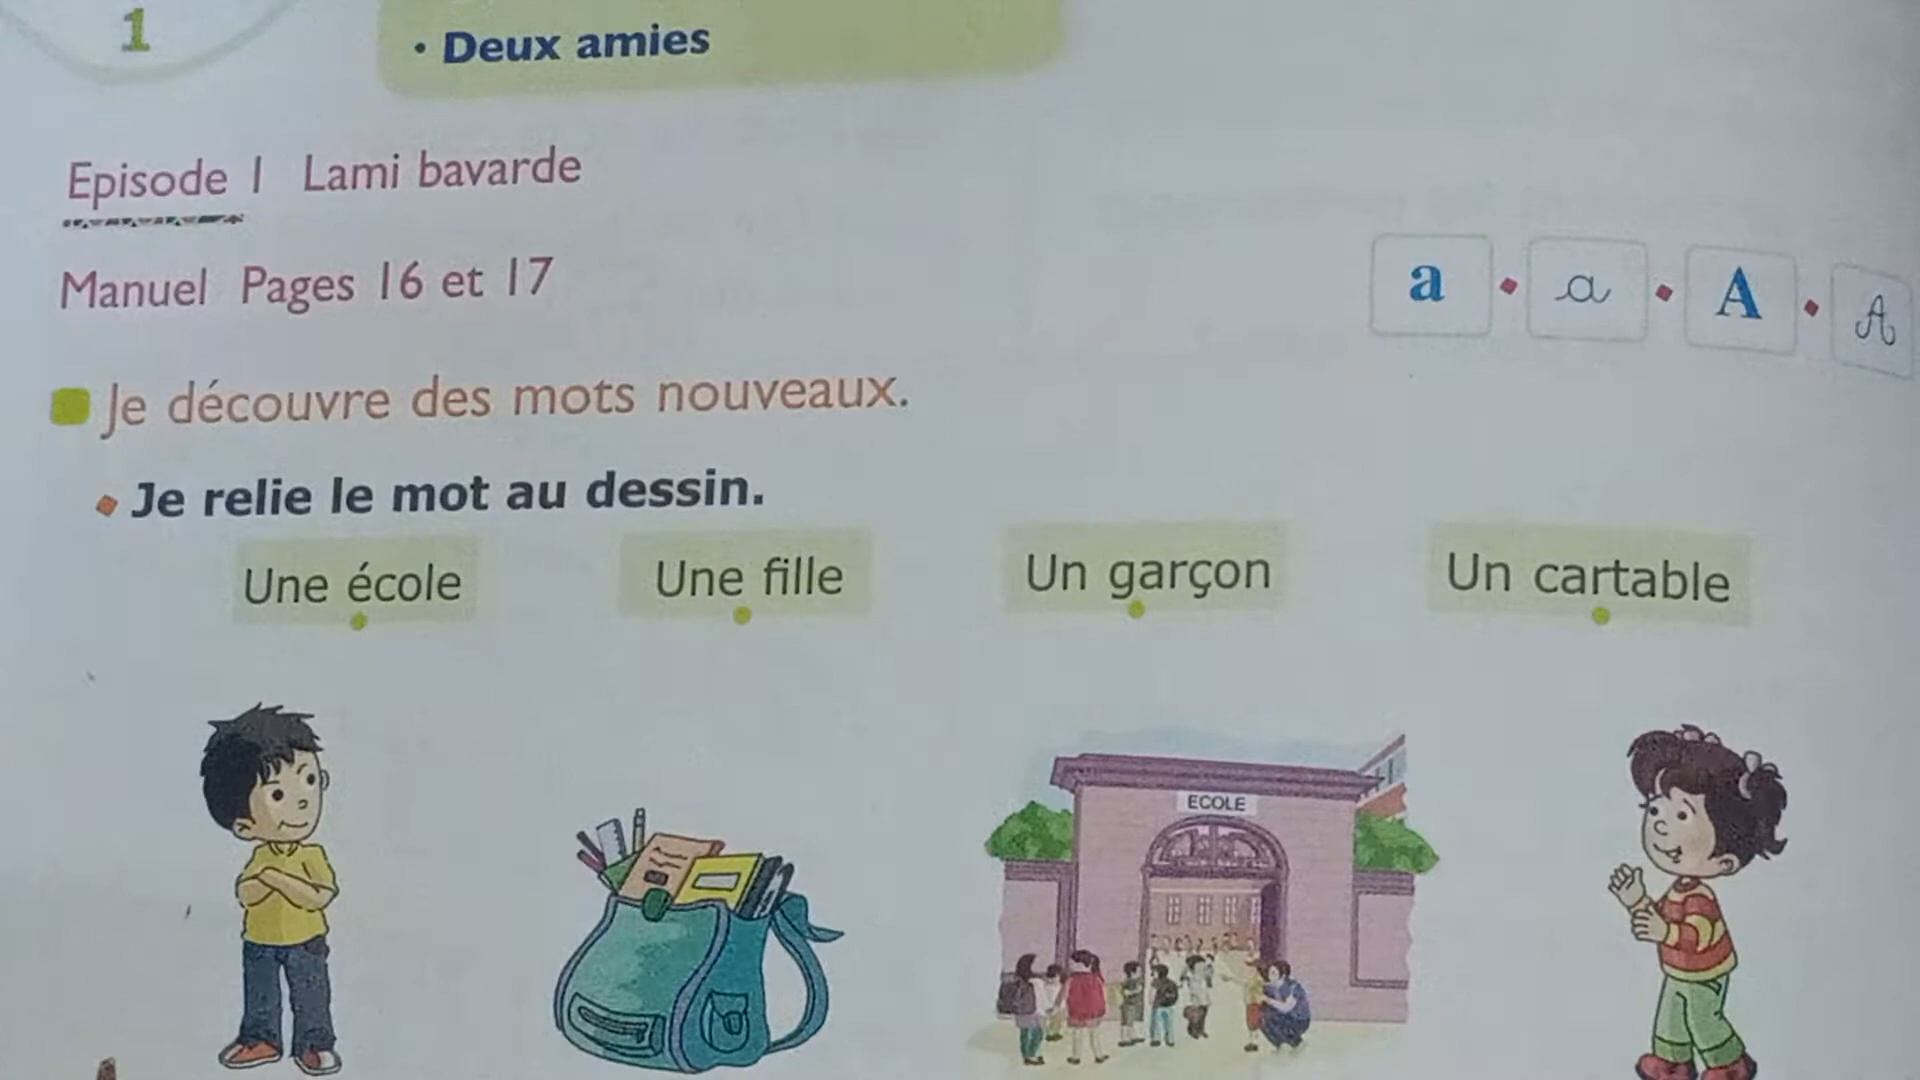 1
• Deux amies
Episode 1 Lami bavarde
Manuel Pages 16 et 17
a • a • A • A
Je découvre des mots nouveaux.
Je relie le mot au dessin.
Une école
Une fille
Un garçon
Un cartable
ECOLE